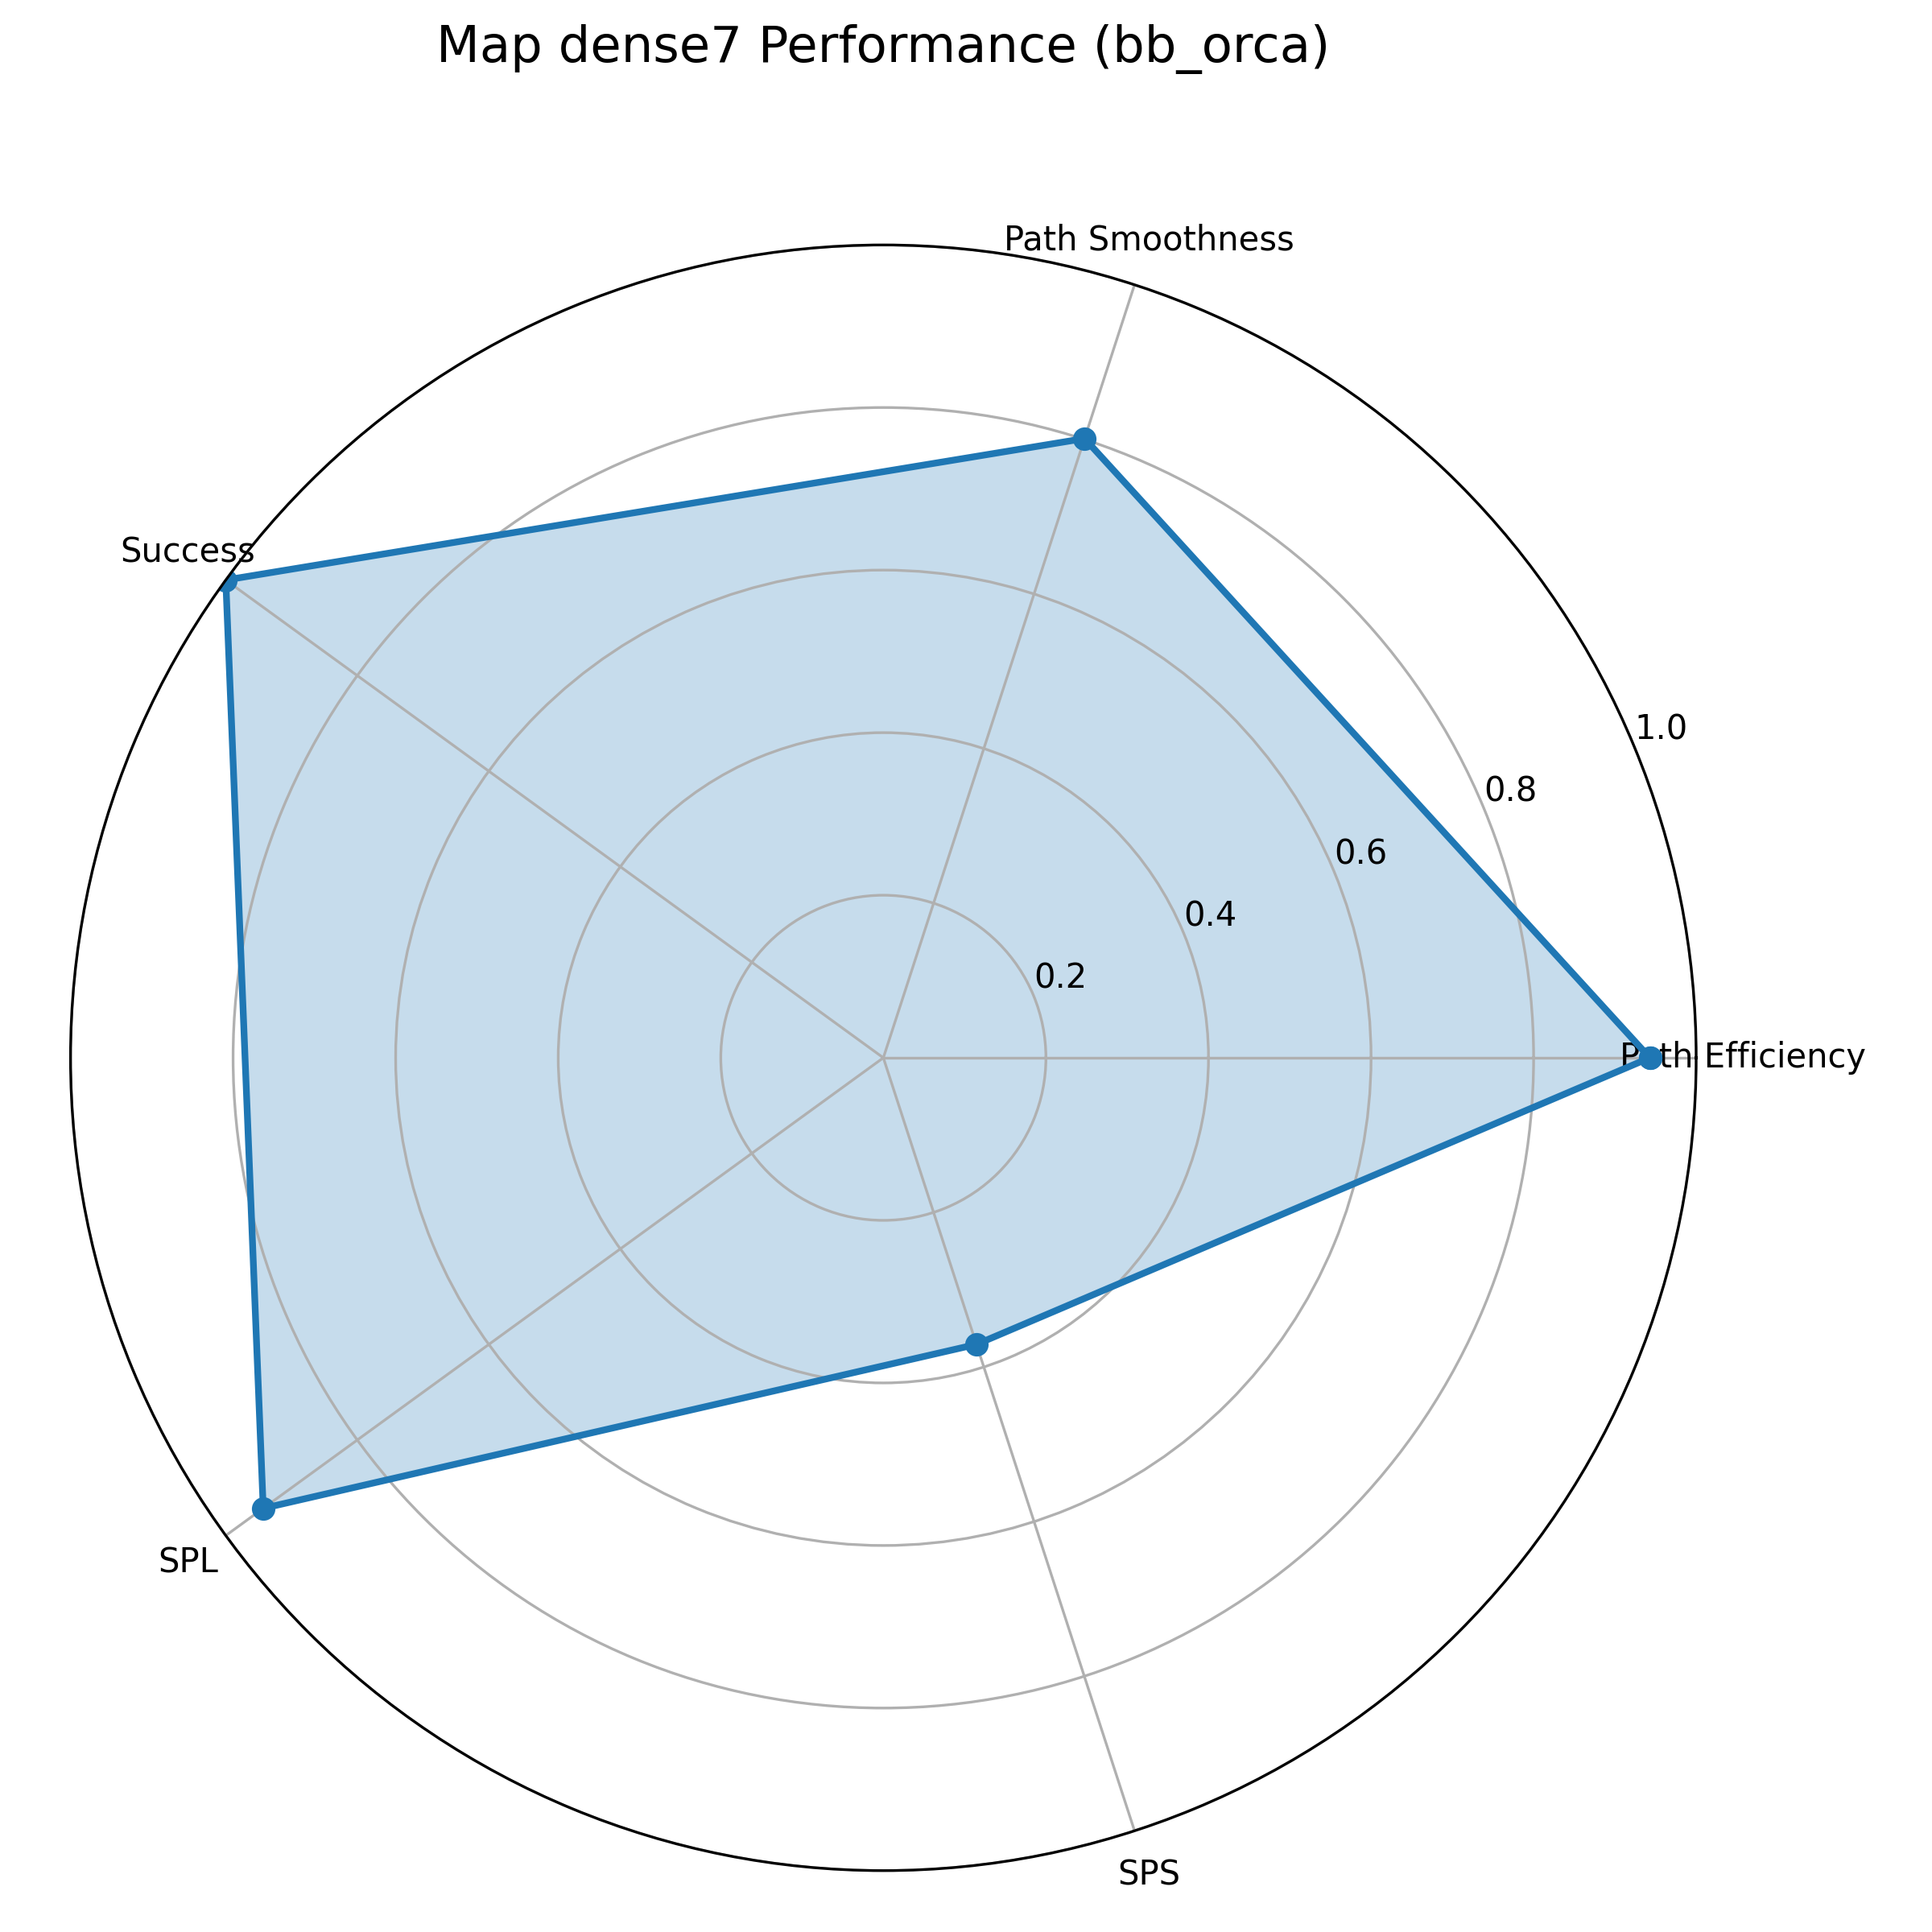 Map dense7 Performance (bb_orca)
Path Smoothness
Success
1.0
0.8
0.6
0.4
0.2
Path Efficiency
SPL
SPS